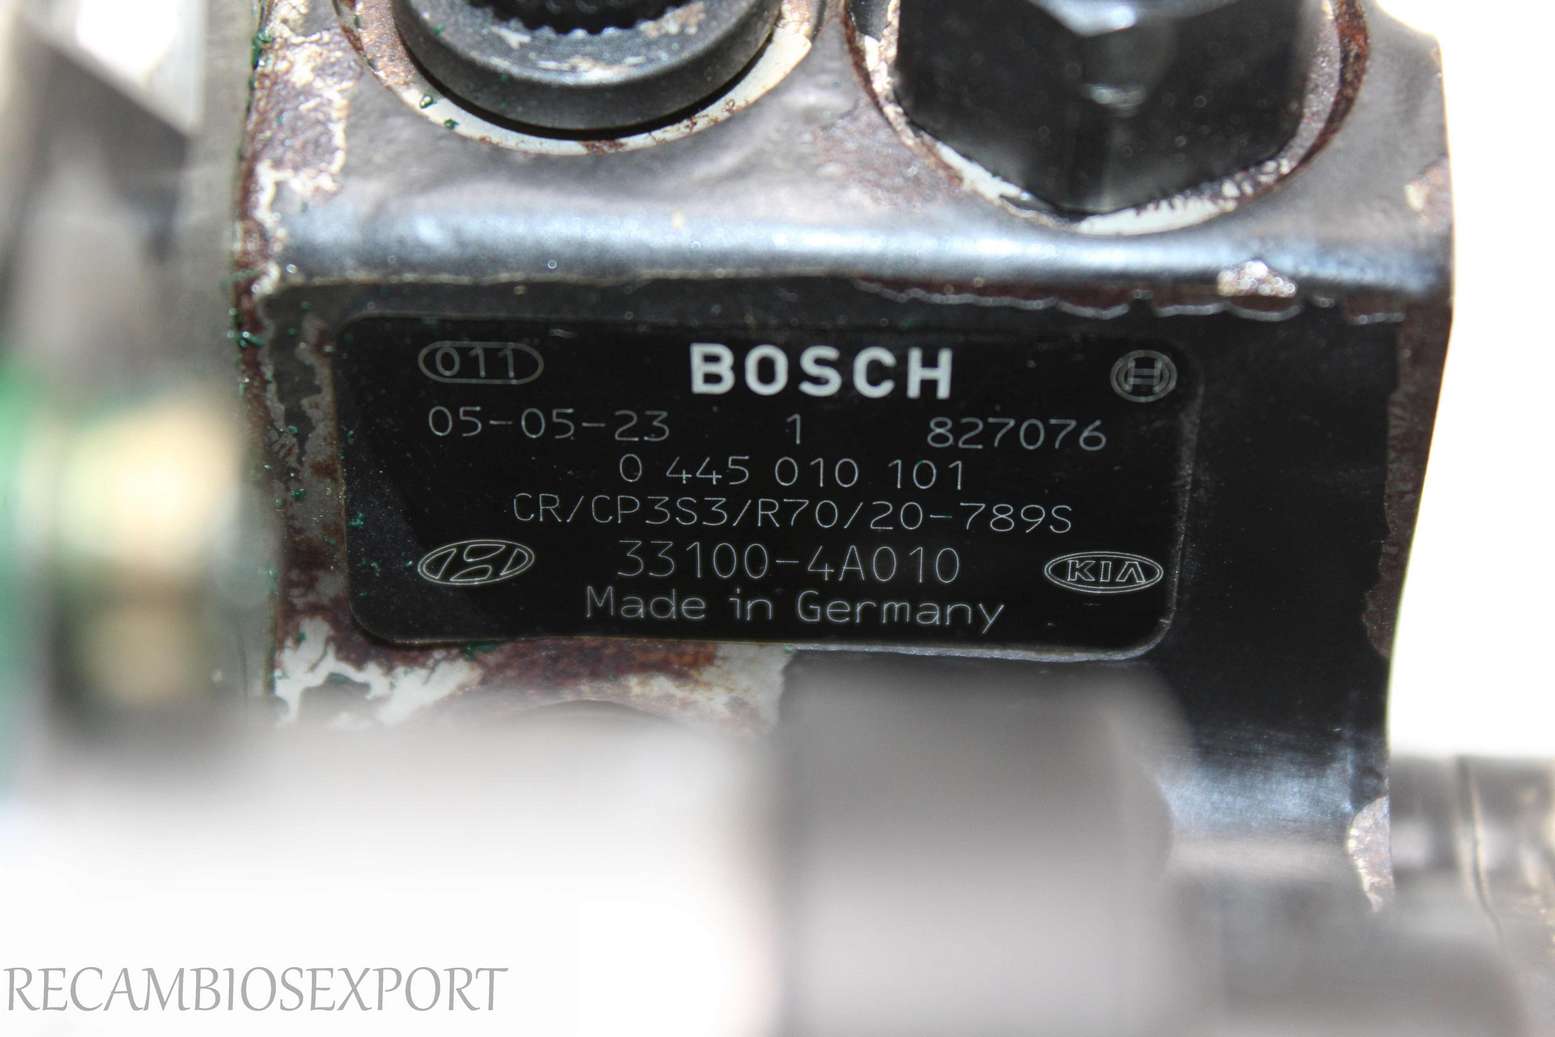 011 BOSCH
05-05-23 1 827076
0 445 010 101
CR/CP3S3/R70/20-789S
33100-4A010 KIA
Made in Germany
RECAMBIOSEXPORT